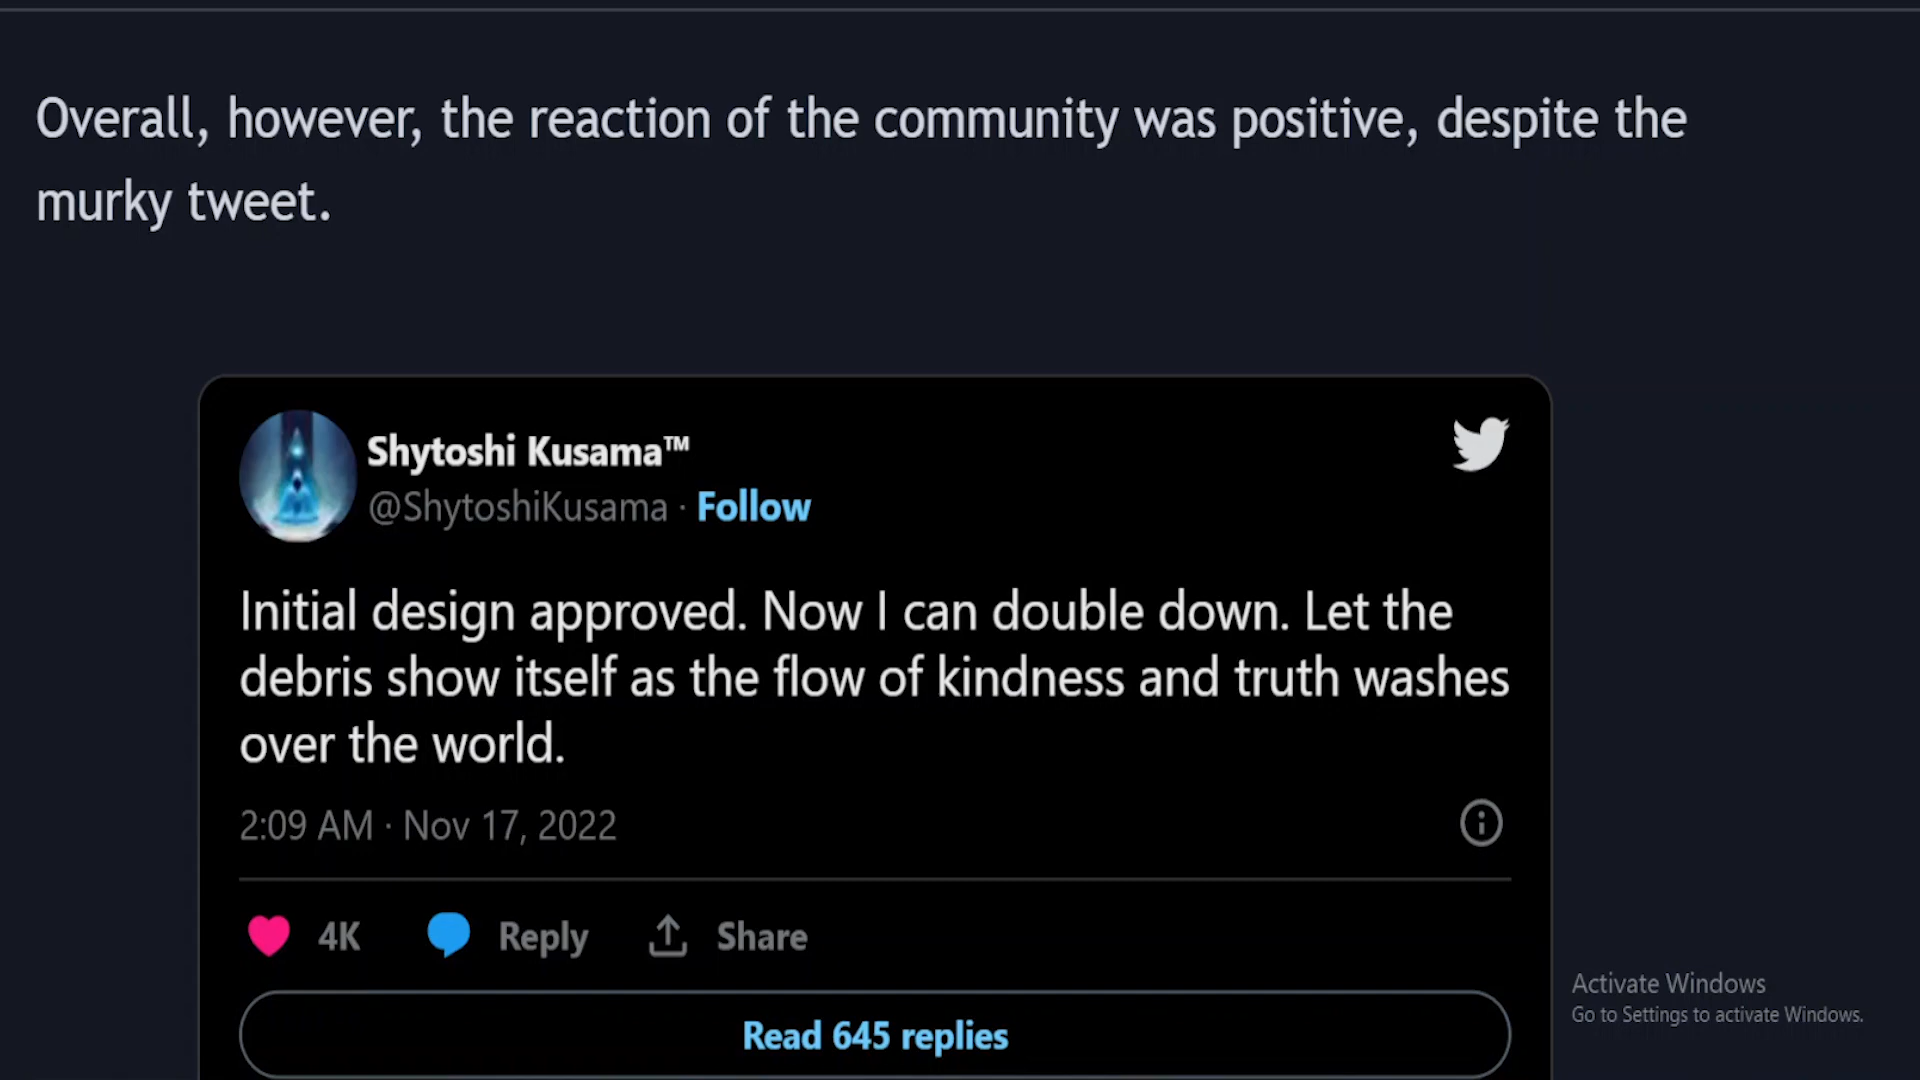 Overall, however, the reaction of the community was positive, despite the
murky tweet.
Shytoshi Kusama™
@ShytoshiKusama · Follow
Initial design approved. Now I can double down. Let the
debris show itself as the flow of kindness and truth washes
over the world.
2:09 AM · Nov 17, 2022
4K Reply Share
Read 645 replies
Activate Windows
Go to Settings to activate Windows.